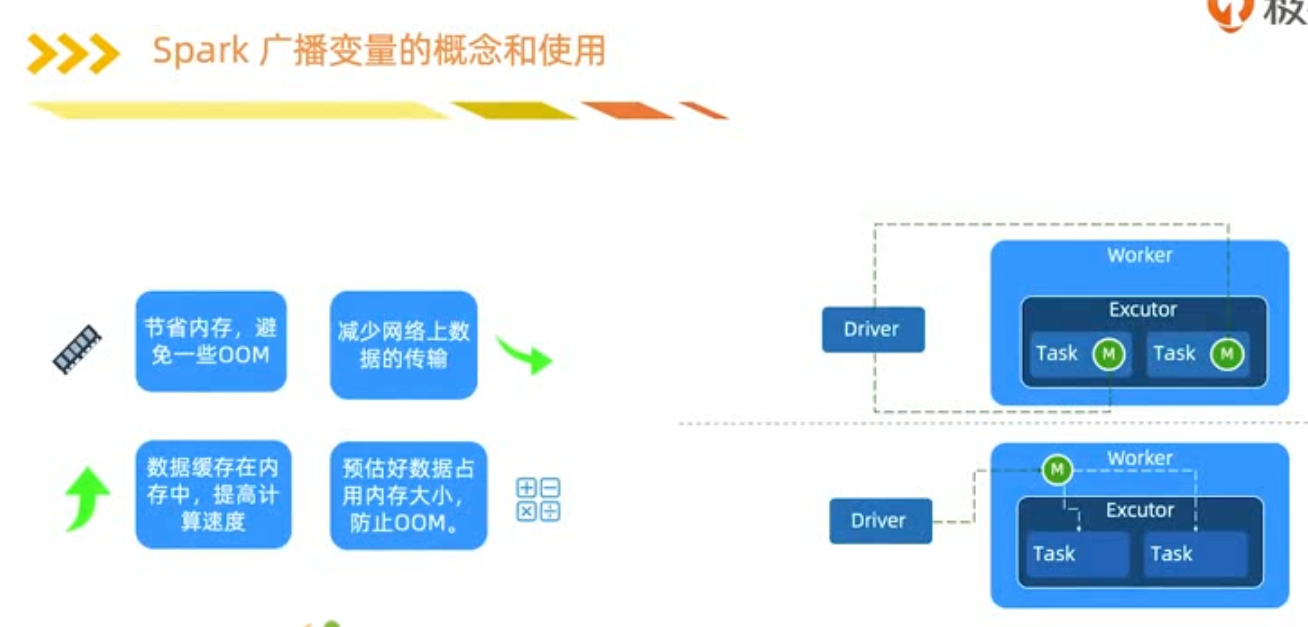 极
Spark 广播变量的概念和使用
节省内存，避
免一些OOM
减少网络上数
据的传输
数据缓存在内
存中，提高计
算速度
预估好数据占
用内存大小，
防止OOM。
Driver
Worker
Excutor
Task M Task M
M Worker
Driver
Excutor
Task Task